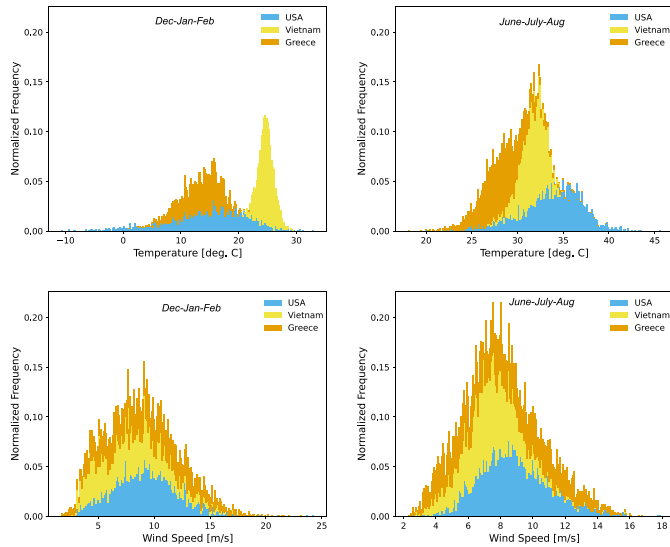 Dec-Jan-Feb
USA
Vietnam
Greece
Normalized Frequency
0.20
0.15
0.10
0.05
0.00
−10 0 10 20 30
Temperature [deg. C]
June-July-Aug
USA
Vietnam
Greece
Normalized Frequency
0.20
0.15
0.10
0.05
0.00
20 25 30 35 40 45
Temperature [deg. C]
Dec-Jan-Feb
USA
Vietnam
Greece
Normalized Frequency
0.20
0.15
0.10
0.05
0.00
5 10 15 20 25
Wind Speed [m/s]
June-July-Aug
USA
Vietnam
Greece
Normalized Frequency
0.20
0.15
0.10
0.05
0.00
2 4 6 8 10 12 14 16 18
Wind Speed [m/s]